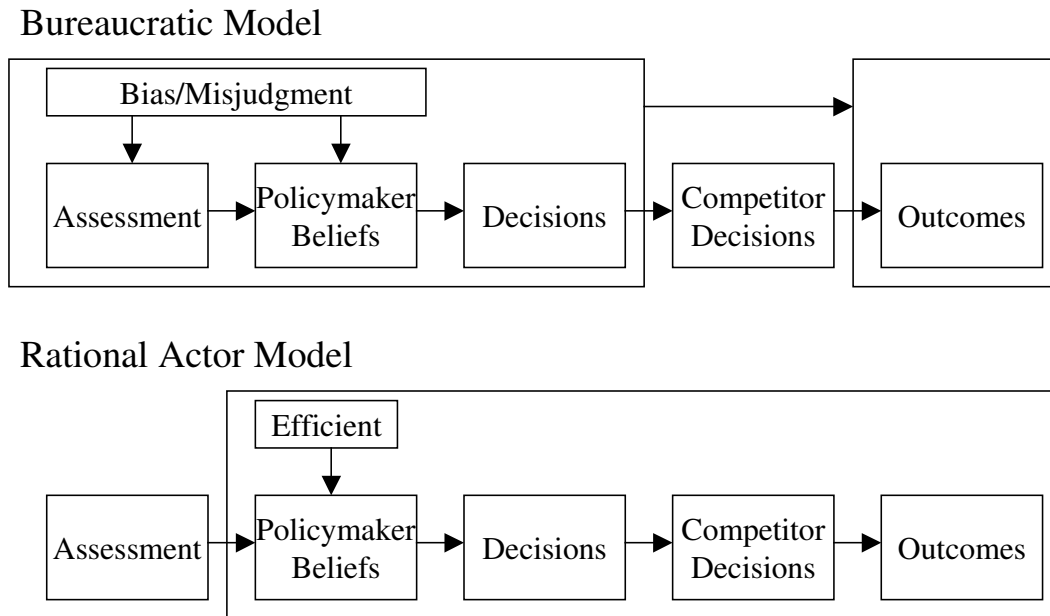 Bureaucratic Model
Bias/Misjudgment
Assessment
Policymaker
Beliefs
Decisions
Competitor
Decisions
Outcomes
Rational Actor Model
Efficient
Assessment
Policymaker
Beliefs
Decisions
Competitor
Decisions
Outcomes